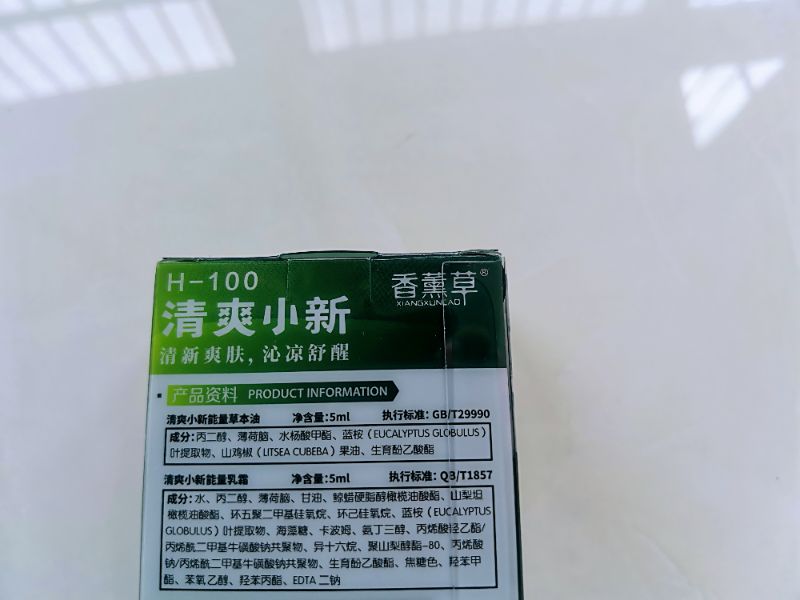 H-100
香薰草®
XIANGXUNCAO
清爽小新
清新爽肤，沁凉舒醒
产品资料 PRODUCT INFORMATION
清爽小新能量草本油 净含量:5ml 执行标准: GB/T29990
成分:丙二醇、薄荷脑、水杨酸甲酯、蓝桉（EUCALYPTUS GLOBULUS）
叶提取物、山鸡椒（LITSEA CUBEBA）果油、生育酚乙酸酯
清爽小新能量乳霜 净含量:5ml 执行标准: QB/T1857
成分:水、丙二醇、薄荷脑、甘油、鲸蜡硬脂醇橄榄油酸酯、山梨坦
橄榄油酸酯、环五聚二甲基硅氧烷、环己硅氧烷、蓝桉（EUCALYPTUS
GLOBULUS）叶提取物、海藻糖、卡波姆、氨丁三醇、丙烯酸羟乙酯/
丙烯酰二甲基牛磺酸钠共聚物、异十六烷、聚山梨醇酯-80、丙烯酸
钠/丙烯酰二甲基牛磺酸钠共聚物、生育酚乙酸酯、焦糖色、羟苯甲
酯、苯氧乙醇、羟苯丙酯、EDTA 二钠